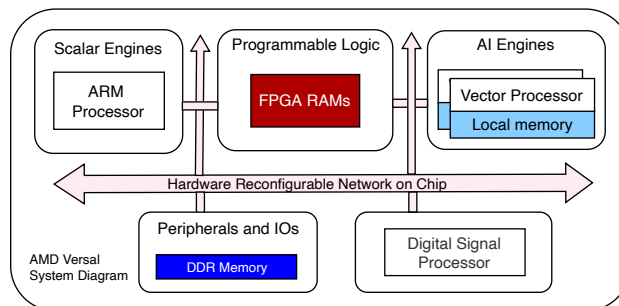 Scalar Engines
Programmable Logic
AI Engines
ARM
Processor
FPGA RAMs
Vector Processor
Local memory
Hardware Reconfigurable Network on Chip
Peripherals and IOs
DDR Memory
Digital Signal
Processor
AMD Versal
System Diagram